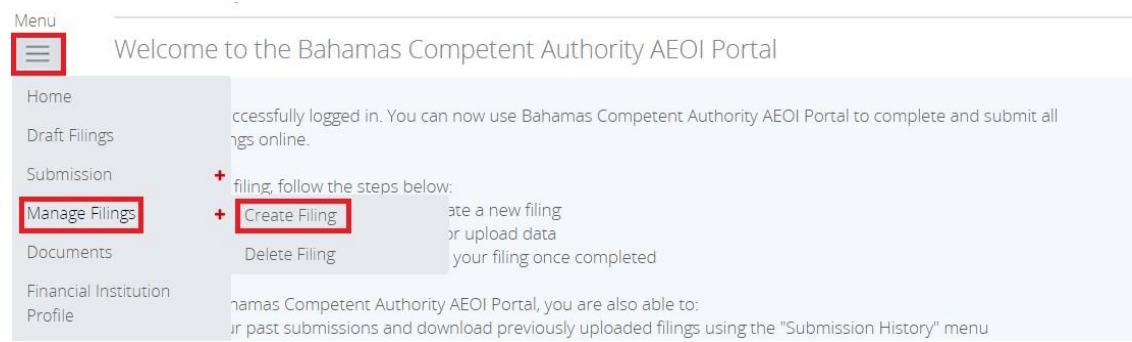 Menu
Welcome to the Bahamas Competent Authority AEOI Portal
Home
Draft Filings
Submission +
Manage Filings +
Documents
Financial Institution
Profile
Create Filing
Delete Filing
ccessfully logged in. You can now use Bahamas Competent Authority AEOI Portal to complete and submit all
ngs online.
filing, follow the steps below:
ate a new filing
or upload data
your filing once completed
hamas Competent Authority AEOI Portal, you are also able to:
ur past submissions and download previously uploaded filings using the "Submission History" menu